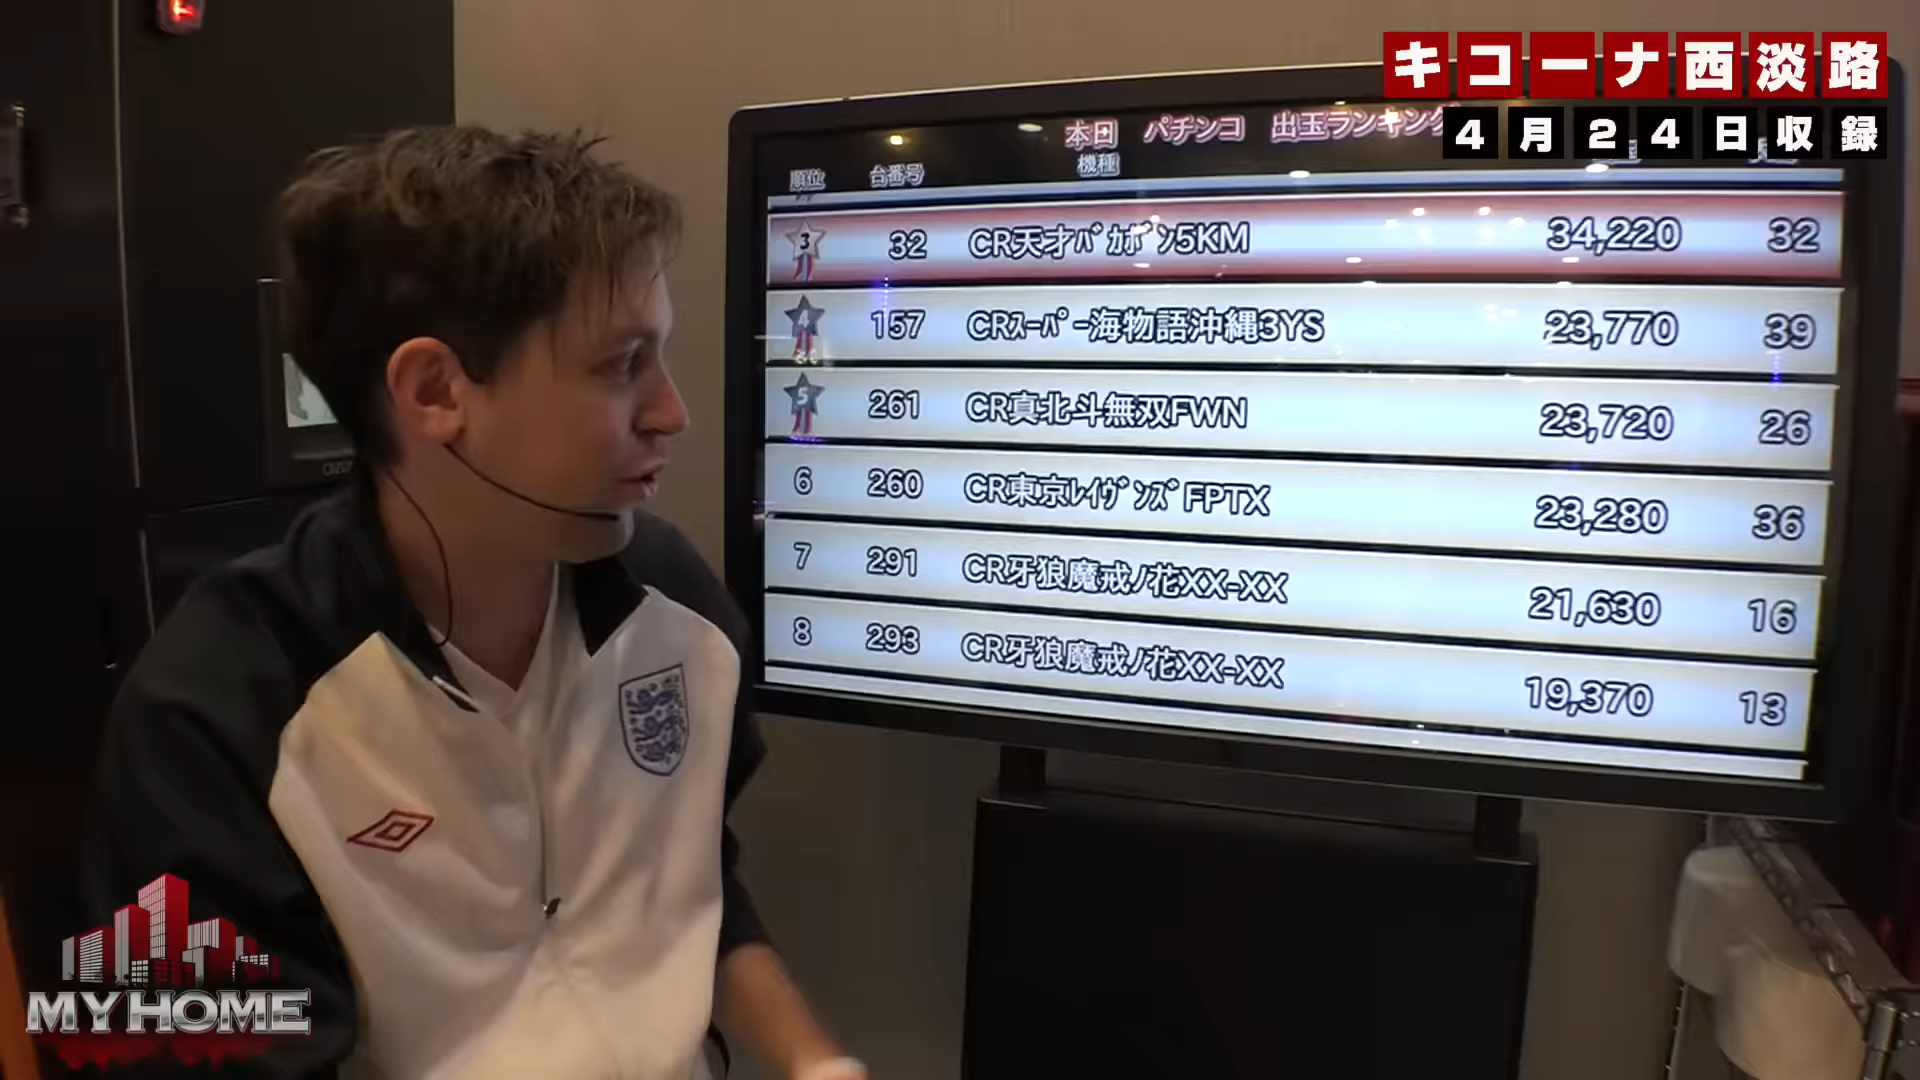 キコーナ西淡路
4月24日収録
本日 パチンコ 出玉ランキング
順位 台番号 機種
3 32 CR天才ﾊﾞｶﾎﾞﾝ5KM 34,220 32
4 157 CRｽｰﾊﾟｰ海物語沖縄3YS 23,770 39
5 261 CR真北斗無双FWN 23,720 26
6 260 CR東京ﾚｲｳﾞﾝｽﾞFPTX 23,280 36
7 291 CR牙狼魔戒ﾉ花XX-XX 21,630 16
8 293 CR牙狼魔戒ﾉ花XX-XX 19,370 13
MY HOME